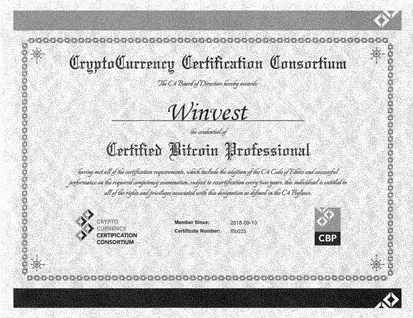 CryptoCurrency Certification Consortium
The C4 Board of Directors hereby awards
Winvest
the credential of
Certified Bitcoin Professional
having met all of the certification requirements, which include the adoption of the C4 Code of Ethics and successful
performance on the required competency examination, subject to recertification every two years, this individual is entitled to
all of the rights and privileges associated with this designation as defined in the C4 Bylaws.
CRYPTO
CURRENCY
CERTIFICATION
CONSORTIUM
Member Since: 2018-09-10
Certificate Number:
CBP